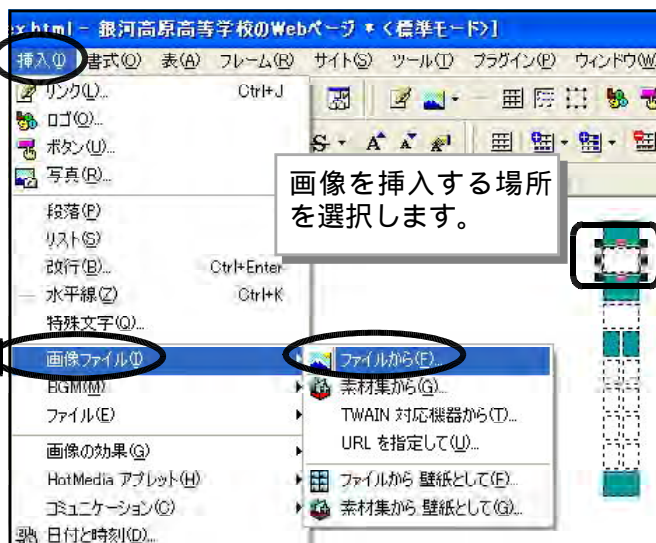 ex.html - 銀河高原高等学校のWebページ * <標準モード>]
挿入(I) 書式(O) 表(A) フレーム(R) サイト(S) ツール(T) プラグイン(P) ウィンドウ(W
リンク(L)... Ctrl+J
ロゴ(O)...
ボタン(U)...
写真(R)...
画像を挿入する場所
を選択します。
段落(P)
リスト(S)
改行(B)... Ctrl+Enter
水平線(Z) Ctrl+K
特殊文字(Q)...
画像ファイル(I) ファイルから(F)...
BGM(M) 素材集から(G)...
ファイル(E) TWAIN 対応機器から(T)...
URL を指定して(U)...
画像の効果(G)
HotMedia アプレット(H) ファイルから 壁紙として(E)...
コミュニケーション(C) 素材集から 壁紙として(G)...
日付と時刻(D)...